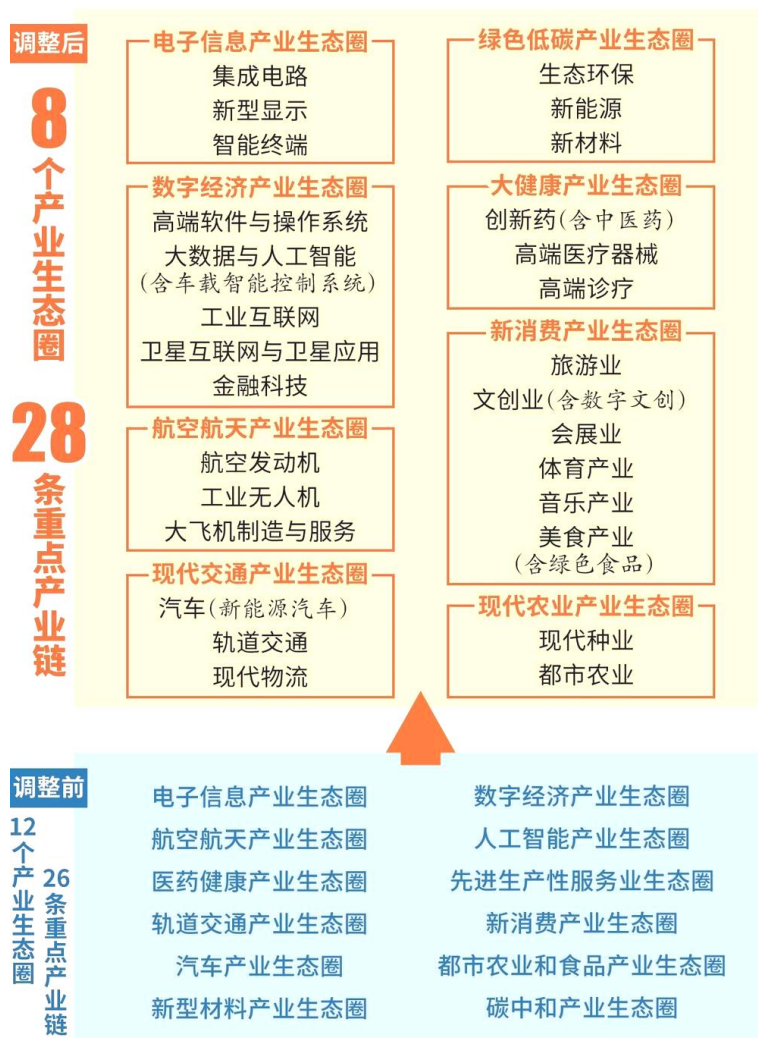 调整后
8
个产业生态圈
28
条重点产业链
电子信息产业生态圈
集成电路
新型显示
智能终端
数字经济产业生态圈
高端软件与操作系统
大数据与人工智能
(含车载智能控制系统)
工业互联网
卫星互联网与卫星应用
金融科技
航空航天产业生态圈
航空发动机
工业无人机
大飞机制造与服务
现代交通产业生态圈
汽车(新能源汽车)
轨道交通
现代物流
绿色低碳产业生态圈
生态环保
新能源
新材料
大健康产业生态圈
创新药(含中医药)
高端医疗器械
高端诊疗
新消费产业生态圈
旅游业
文创业(含数字文创)
会展业
体育产业
音乐产业
美食产业
(含绿色食品)
现代农业产业生态圈
现代种业
都市农业
调整前
12
个产业生态圈
26
条重点产业链
电子信息产业生态圈
航空航天产业生态圈
医药健康产业生态圈
轨道交通产业生态圈
汽车产业生态圈
新型材料产业生态圈
数字经济产业生态圈
人工智能产业生态圈
先进生产性服务业生态圈
新消费产业生态圈
都市农业和食品产业生态圈
碳中和产业生态圈